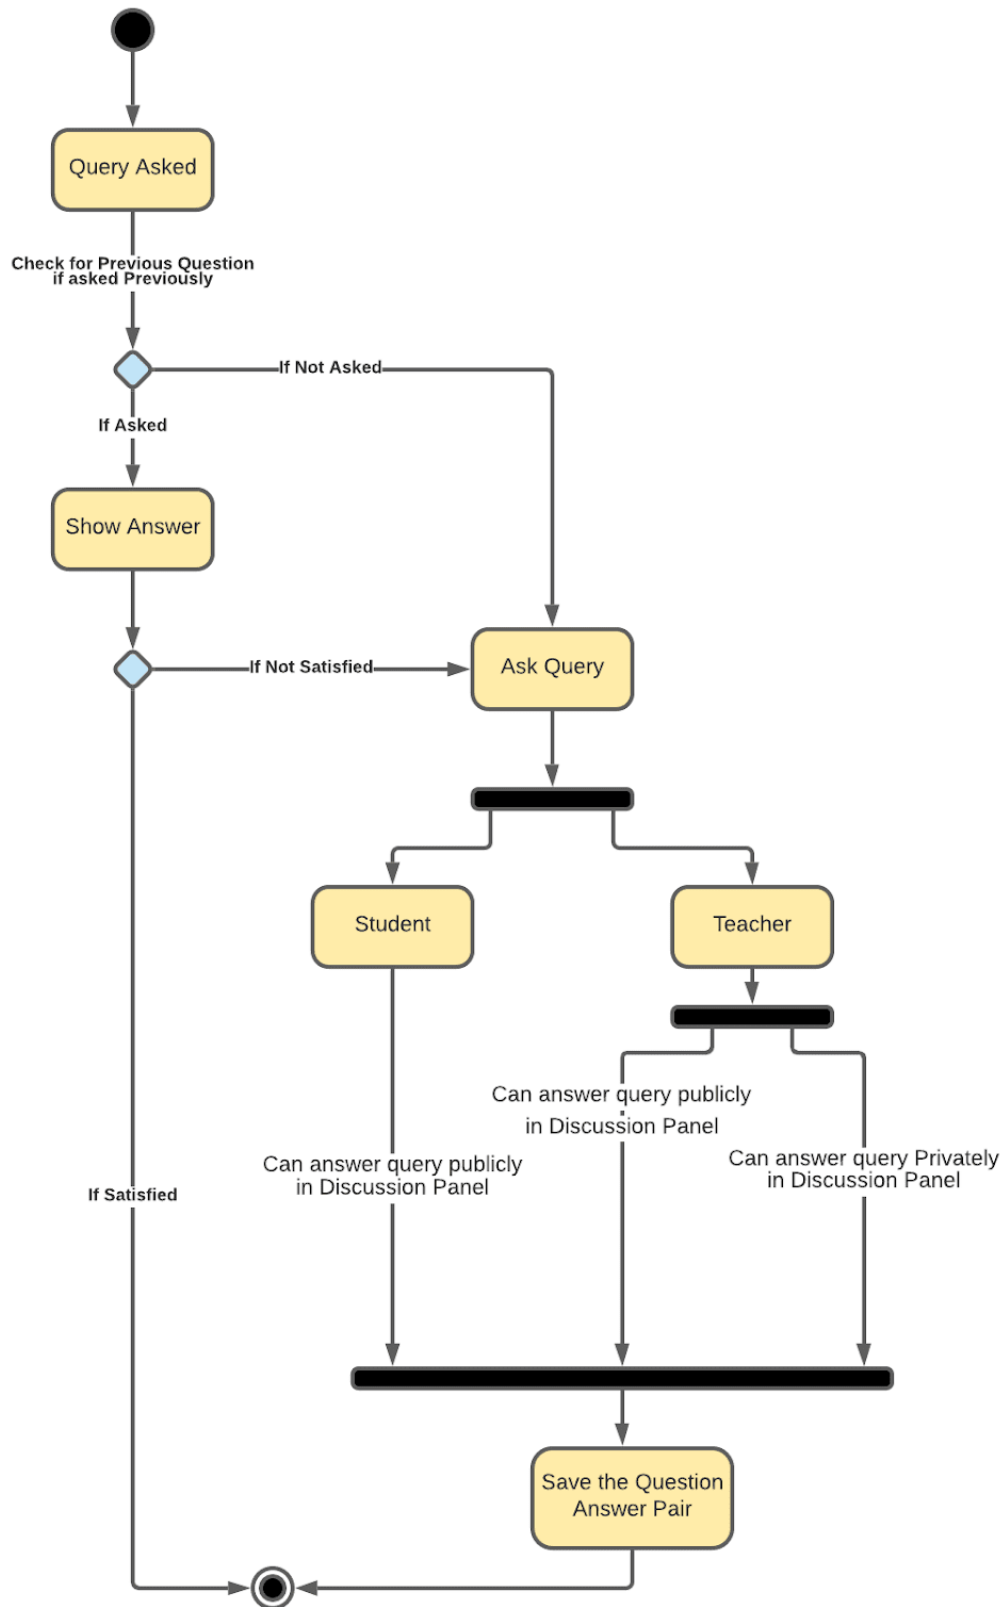 Query Asked
Check for Previous Question
if asked Previously
If Not Asked
If Asked
Show Answer
If Not Satisfied
Ask Query
Student
Teacher
Can answer query publicly
in Discussion Panel
Can answer query publicly
in Discussion Panel
Can answer query Privately
in Discussion Panel
If Satisfied
Save the Question
Answer Pair